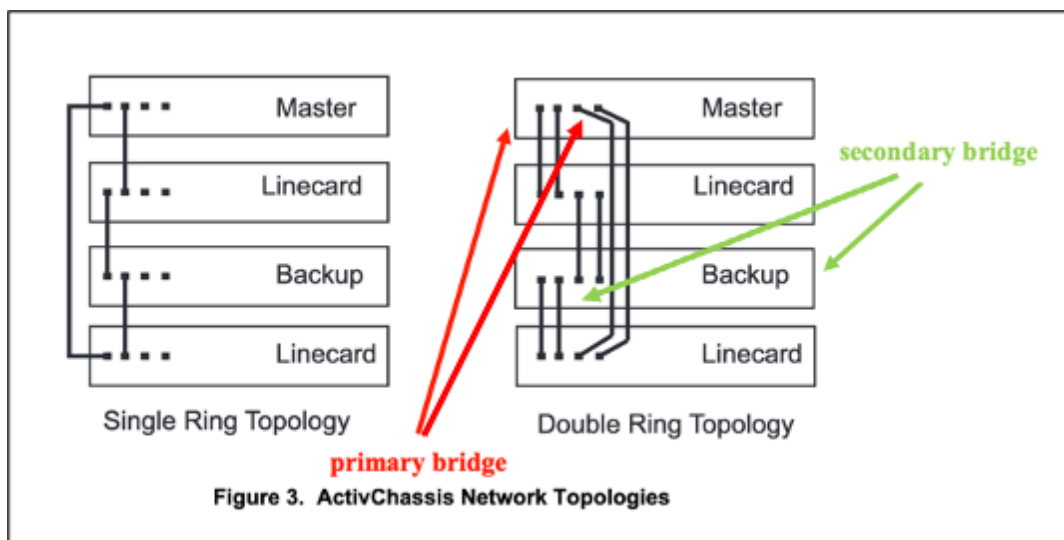 Master
Linecard
Backup
Linecard
Single Ring Topology
Master
Linecard
Backup
Linecard
Double Ring Topology
secondary bridge
primary bridge
Figure 3. ActivChassis Network Topologies